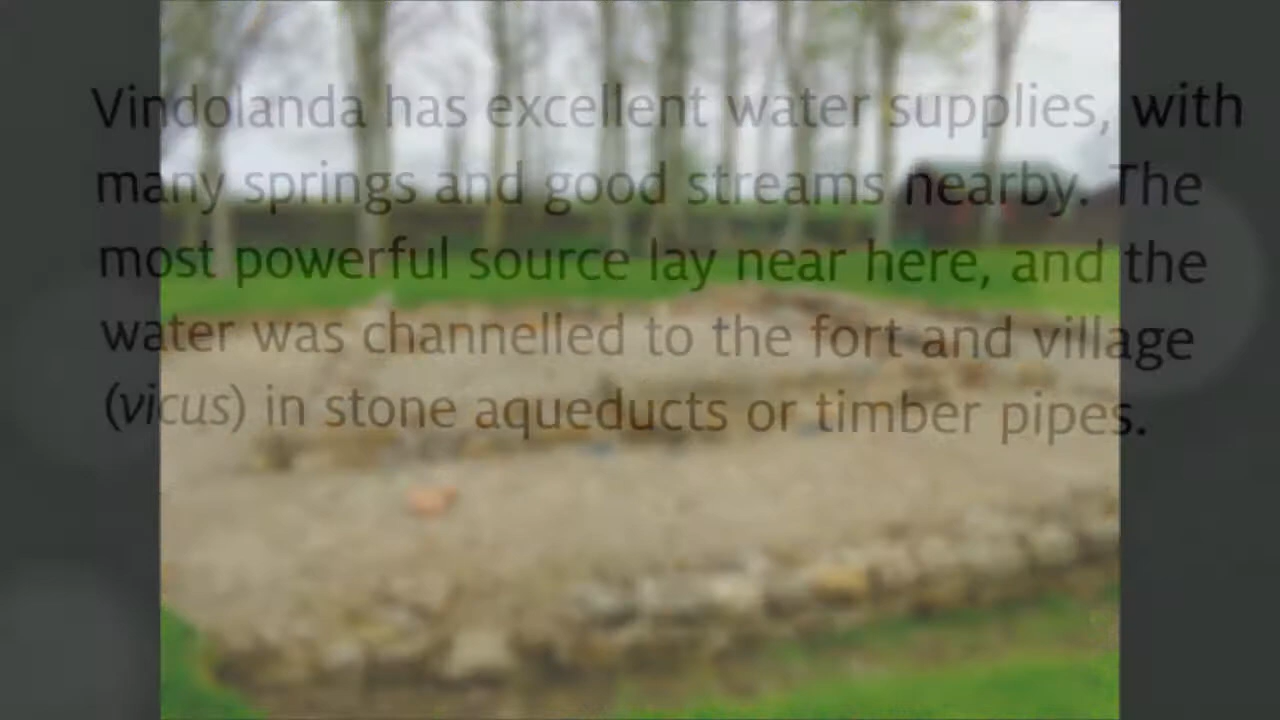 Vindolanda has excellent water supplies, with
many springs and good streams nearby. The
most powerful source lay near here, and the
water was channelled to the fort and village
(vicus) in stone aqueducts or timber pipes.